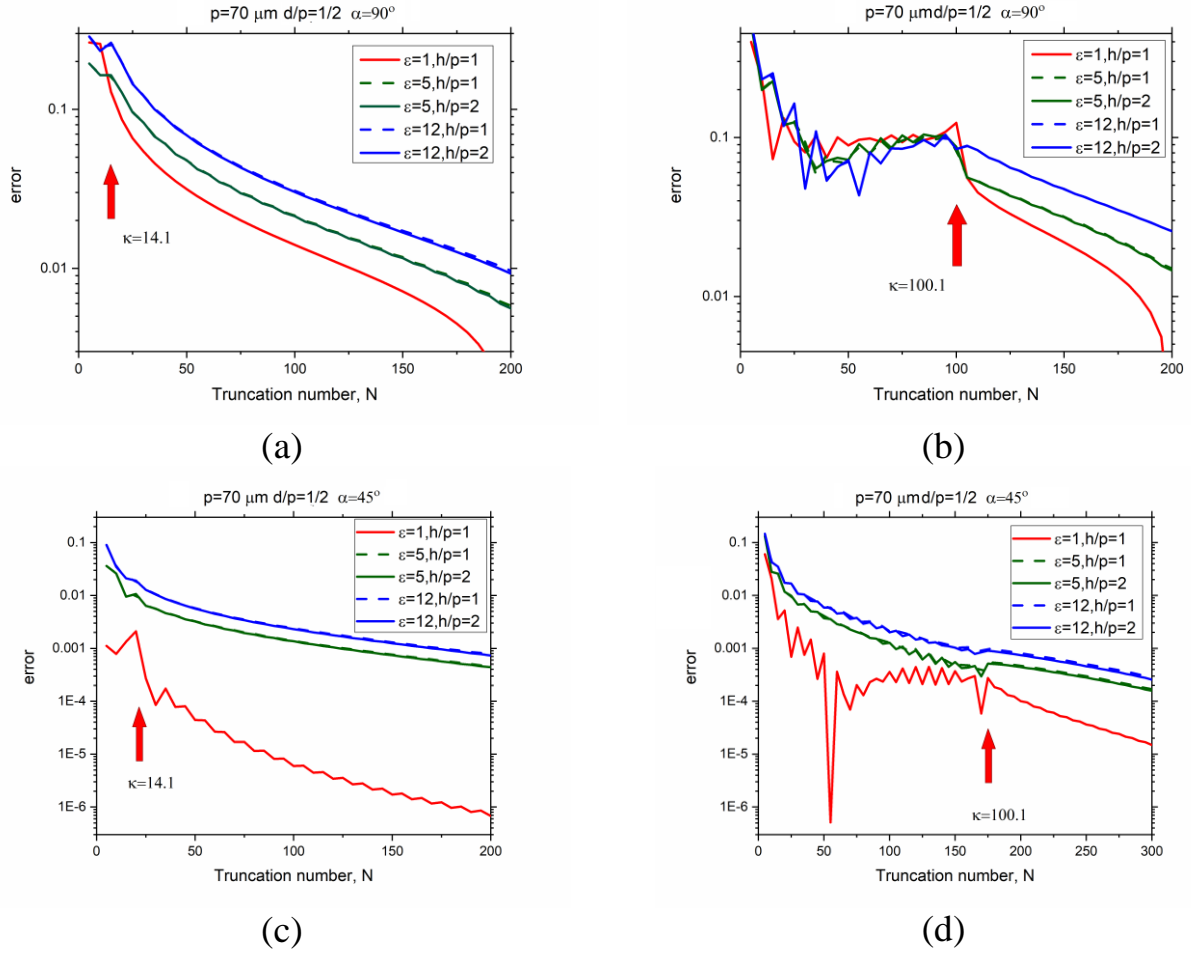 p=70 μm d/p=1/2 α=90°
error
0.1
0.01
ε=1,h/p=1
ε=5,h/p=1
ε=5,h/p=2
ε=12,h/p=1
ε=12,h/p=2
κ=14.1
0 50 100 150 200
Truncation number, N
(a)
p=70 μmd/p=1/2 α=90°
error
0.1
0.01
ε=1,h/p=1
ε=5,h/p=1
ε=5,h/p=2
ε=12,h/p=1
ε=12,h/p=2
κ=100.1
0 50 100 150 200
Truncation number, N
(b)
p=70 μm d/p=1/2 α=45°
error
0.1
0.01
0.001
1E-4
1E-5
1E-6
ε=1,h/p=1
ε=5,h/p=1
ε=5,h/p=2
ε=12,h/p=1
ε=12,h/p=2
κ=14.1
0 50 100 150 200
Truncation number, N
(c)
p=70 μmd/p=1/2 α=45°
error
0.1
0.01
0.001
1E-4
1E-5
1E-6
ε=1,h/p=1
ε=5,h/p=1
ε=5,h/p=2
ε=12,h/p=1
ε=12,h/p=2
κ=100.1
0 50 100 150 200 250 300
Truncation number, N
(d)